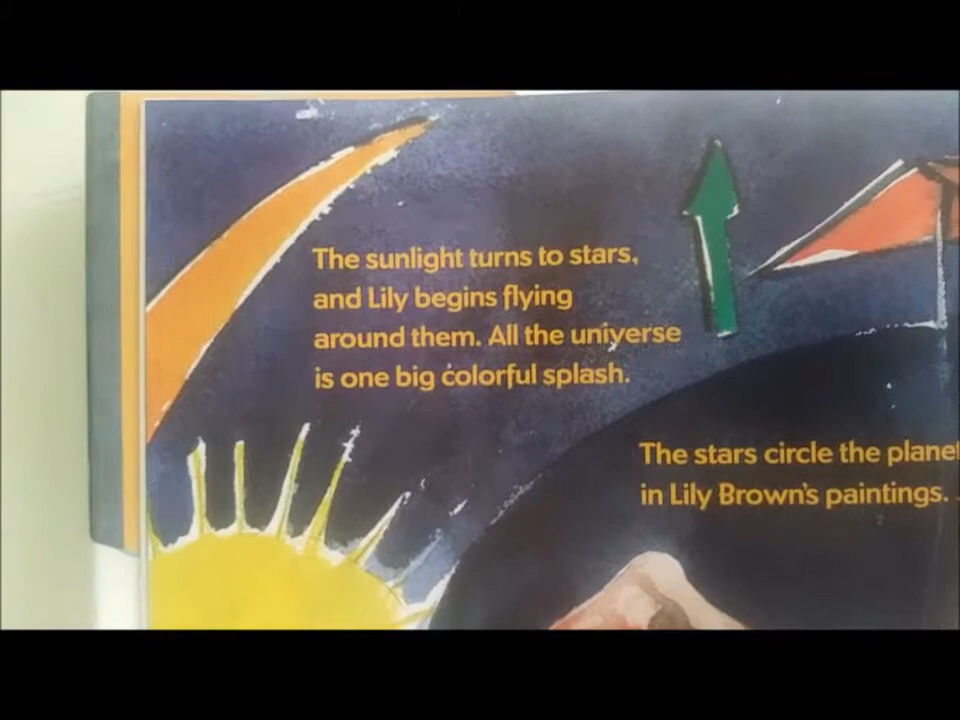 The sunlight turns to stars,
and Lily begins flying
around them. All the universe
is one big colorful splash.
The stars circle the planet
in Lily Brown's paintings.